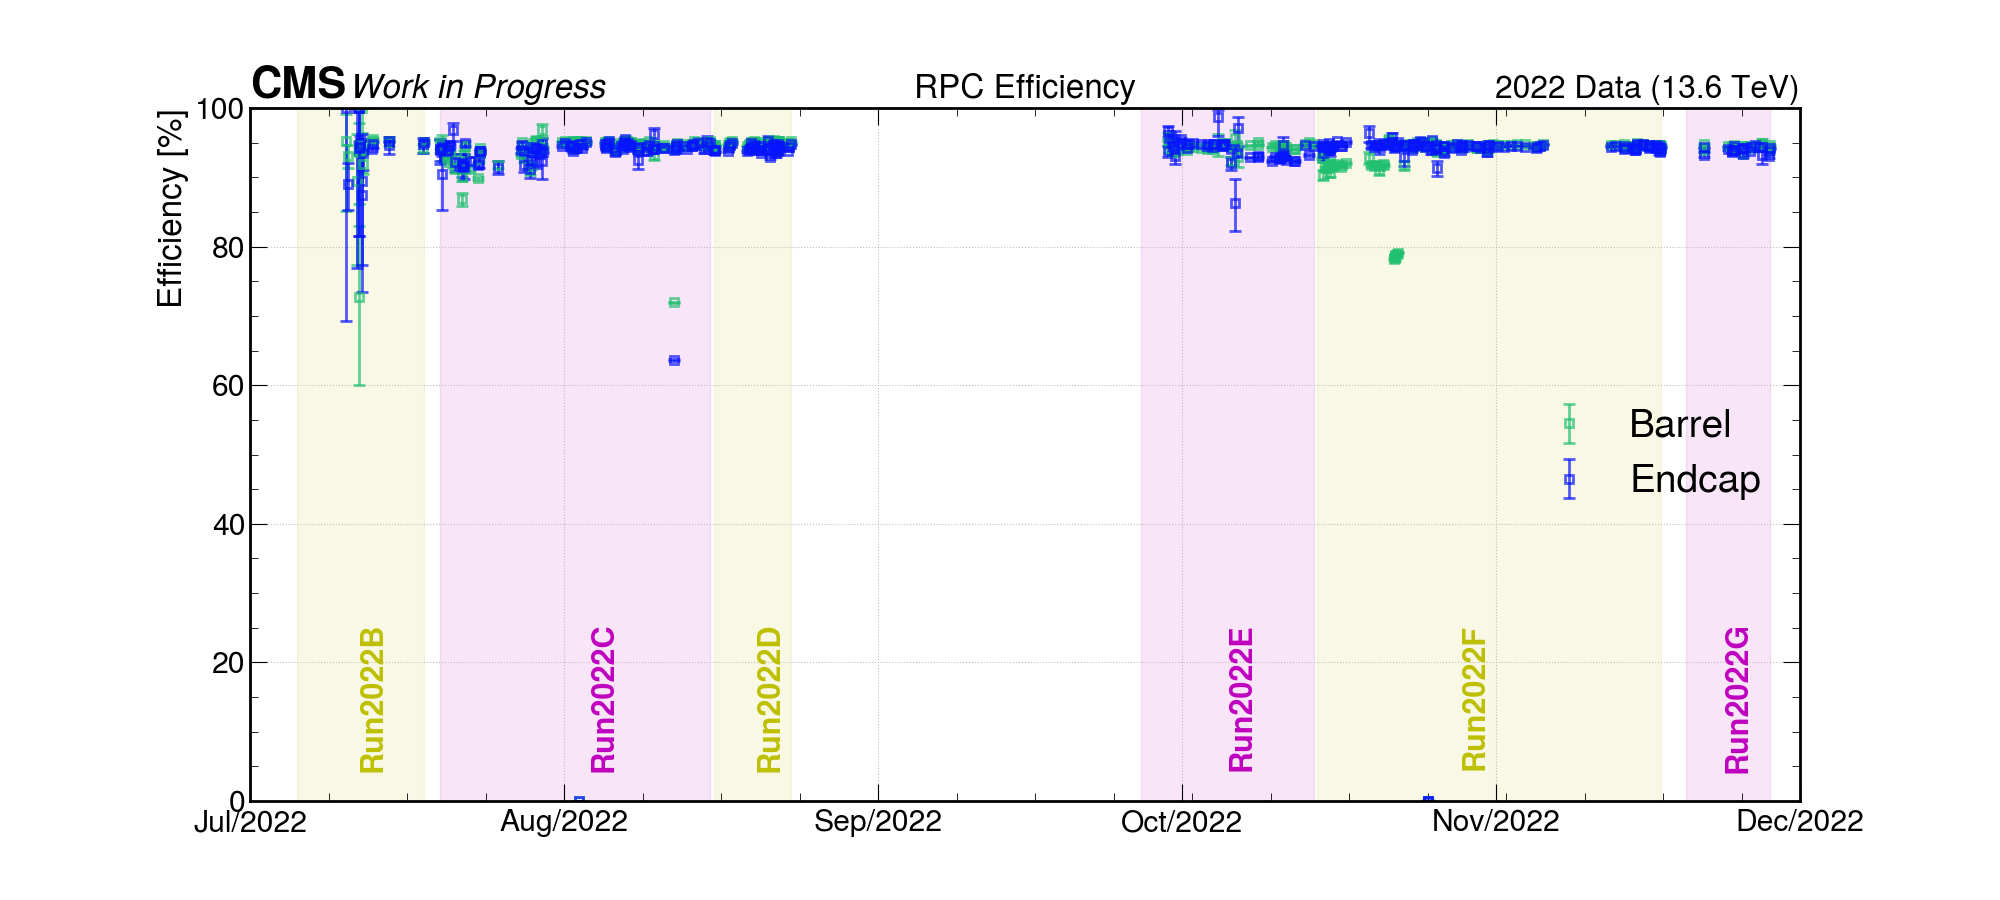 CMS Work in Progress RPC Efficiency 2022 Data (13.6 TeV)
Efficiency [%]
100
80
60
40
20
0
Barrel
Endcap
Run2022B
Run2022C
Run2022D
Run2022E
Run2022F
Run2022G
Jul/2022 Aug/2022 Sep/2022 Oct/2022 Nov/2022 Dec/2022